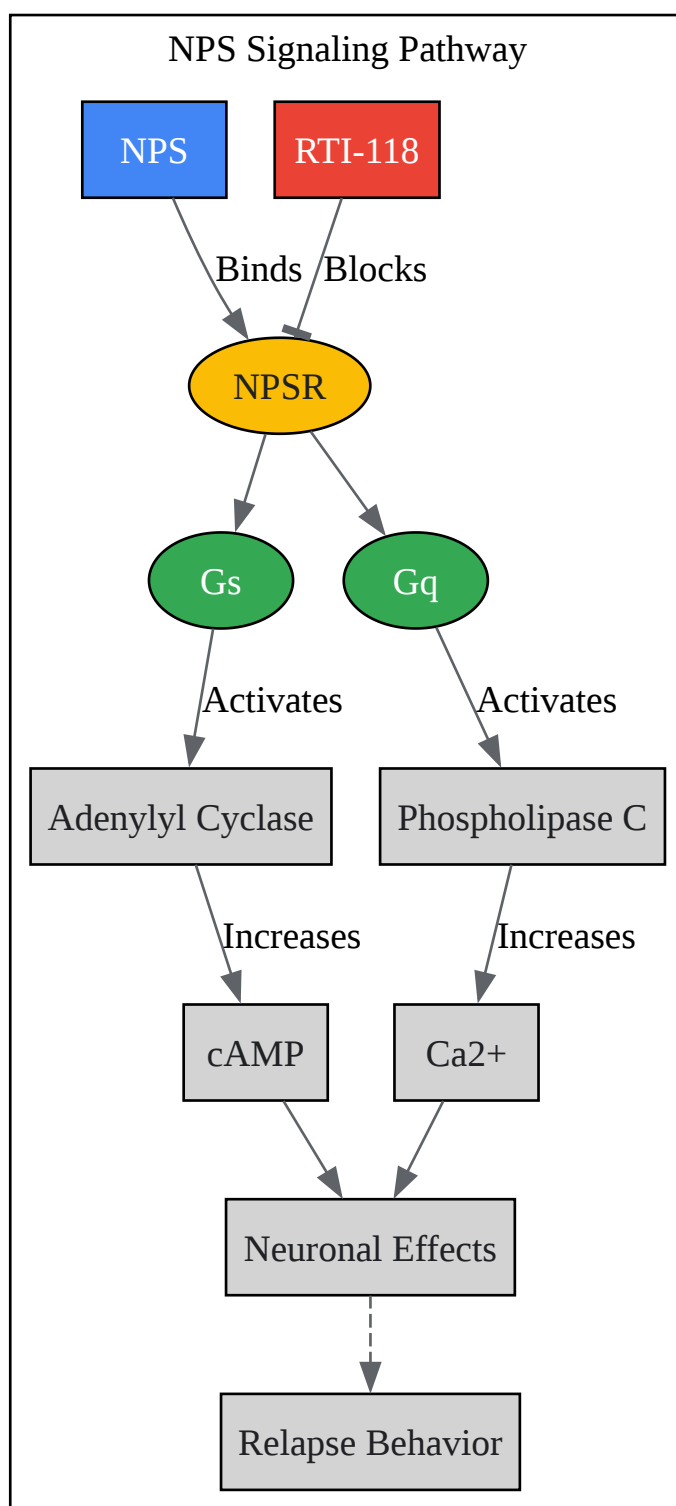 NPS Signaling Pathway
NPS
RTI-118
Binds
Blocks
NPSR
Gs
Gq
Activates
Activates
Adenylyl Cyclase
Phospholipase C
Increases
Increases
cAMP
Ca2+
Neuronal Effects
Relapse Behavior